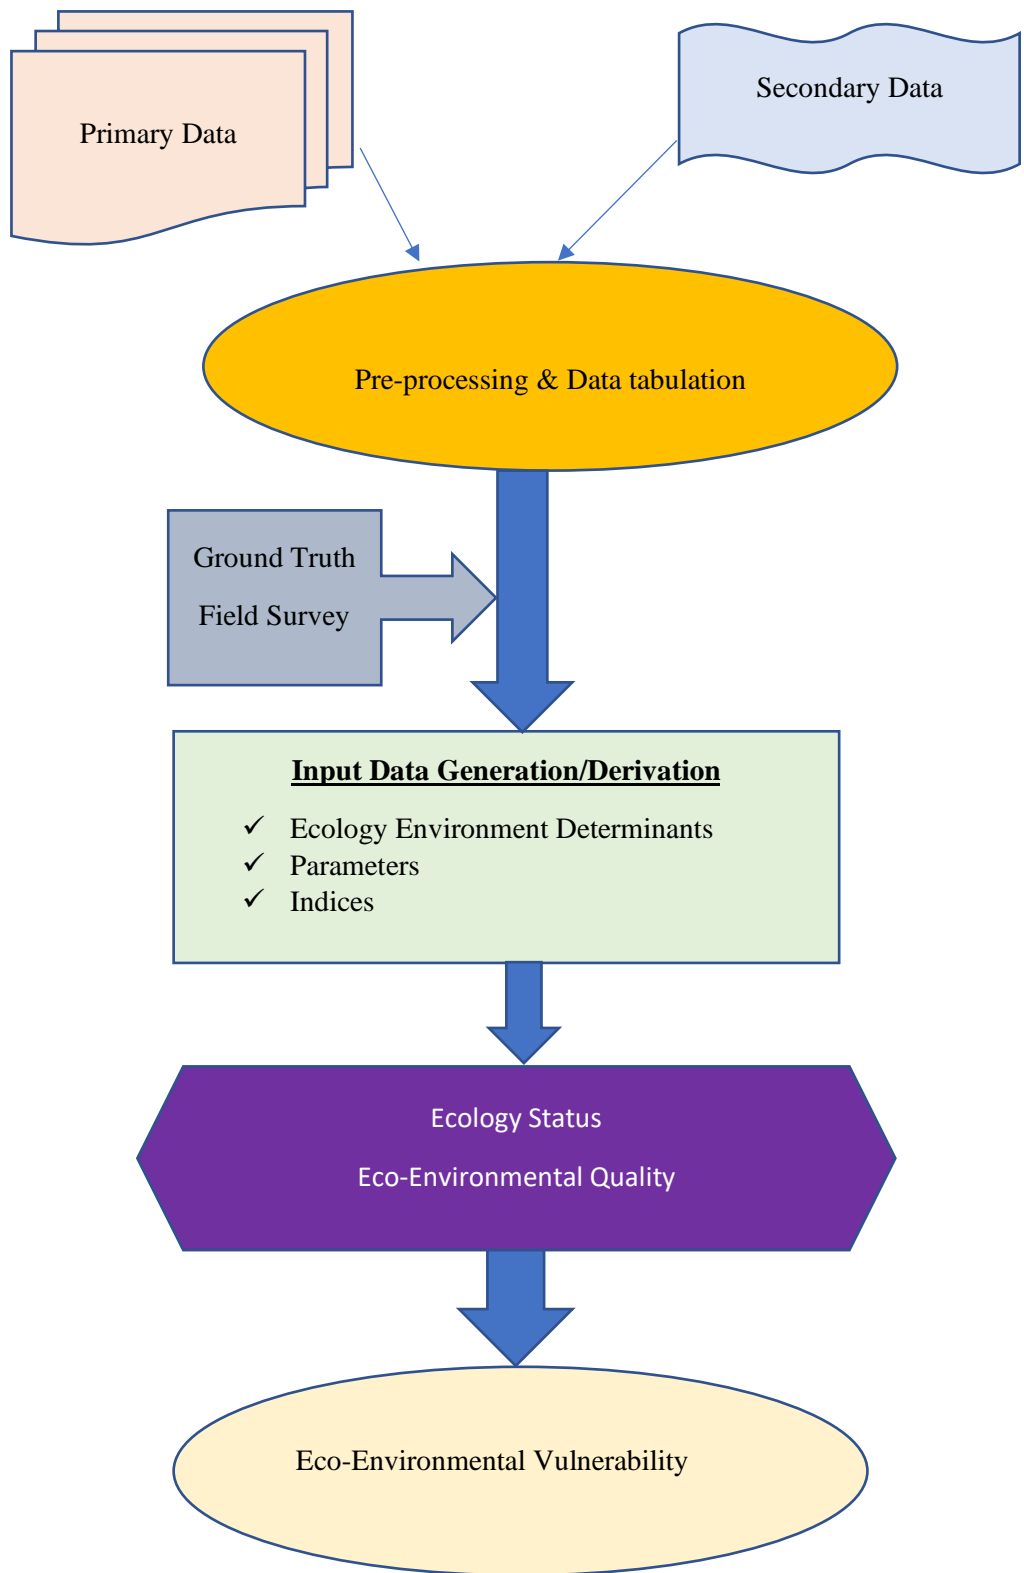 Primary Data
Secondary Data
Pre-processing & Data tabulation
Ground Truth
Field Survey
Input Data Generation/Derivation
✓ Ecology Environment Determinants
✓ Parameters
✓ Indices
Ecology Status
Eco-Environmental Quality
Eco-Environmental Vulnerability